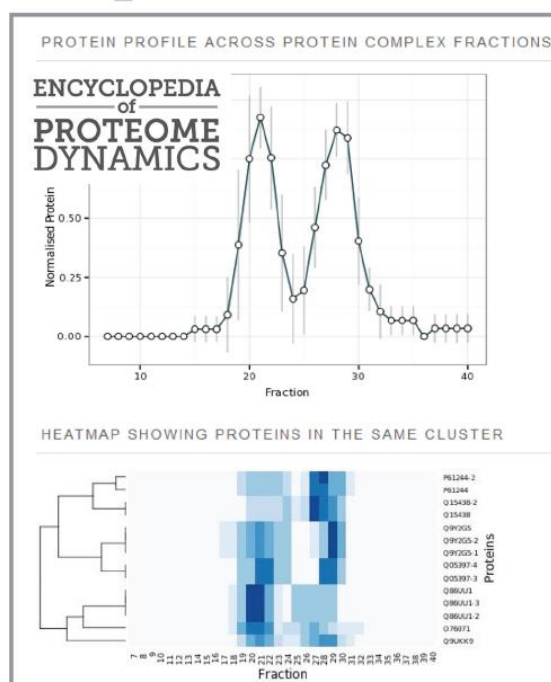 PROTEIN PROFILE ACROSS PROTEIN COMPLEX FRACTIONS
ENCYCLOPEDIA
of
PROTEOME
DYNAMICS
Normalised Protein
0.50
0.25
0.00
10 20 30 40
Fraction
HEATMAP SHOWING PROTEINS IN THE SAME CLUSTER
P61244-2
P61244
Q15438-2
Q15438
Q9Y2G5
Q9Y2G5-2
Q9Y2G5-1
Q05397-4
Q05397-3
Q86UU1
Q86UU1-3
Q86UU1-2
O76071
Q9UKK9
Proteins
7 8 9 10 11 12 13 14 15 16 17 18 19 20 21 22 23 24 25 26 27 28 29 30 31 32 33 34 35 36 37 38 39 40
Fraction